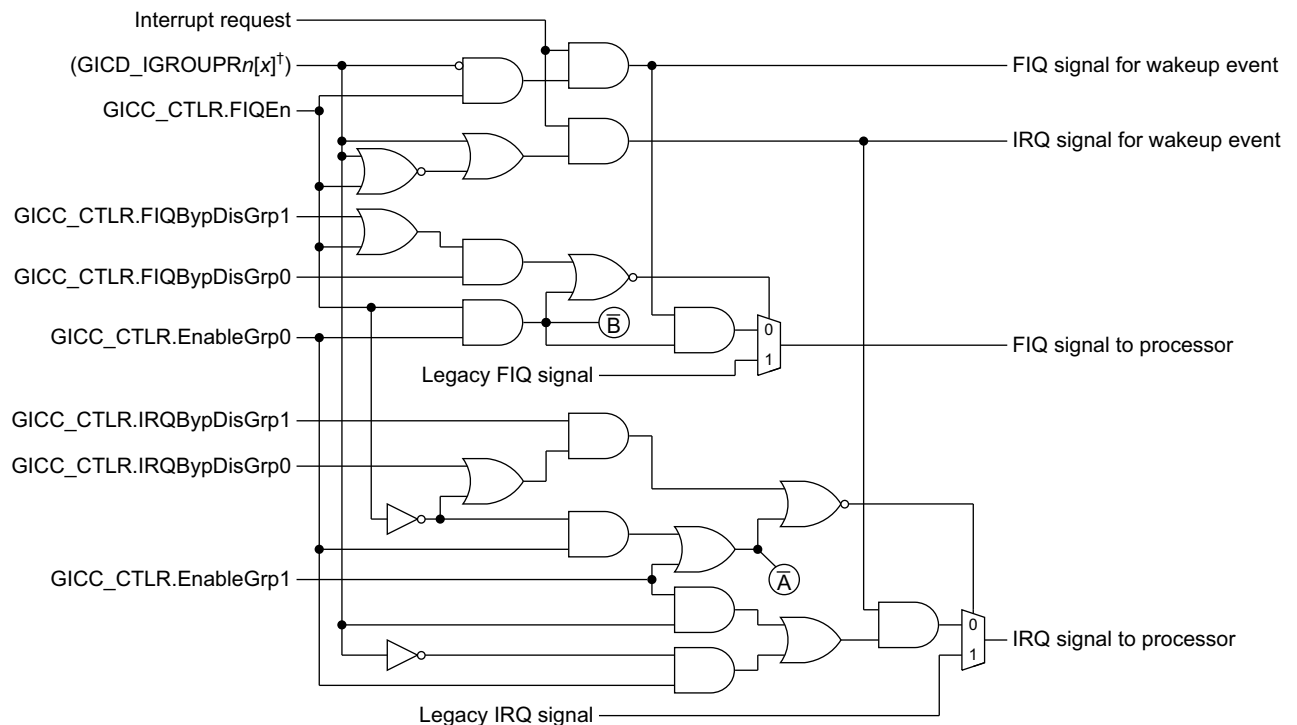 Interrupt request
(GICD_IGROUPRn[x]†)
FIQ signal for wakeup event
GICC_CTLR.FIQEn
IRQ signal for wakeup event
GICC_CTLR.FIQBypDisGrp1
GICC_CTLR.FIQBypDisGrp0
B̅
0
GICC_CTLR.EnableGrp0
FIQ signal to processor
1
Legacy FIQ signal
GICC_CTLR.IRQBypDisGrp1
GICC_CTLR.IRQBypDisGrp0
GICC_CTLR.EnableGrp1
A̅
0
IRQ signal to processor
1
Legacy IRQ signal